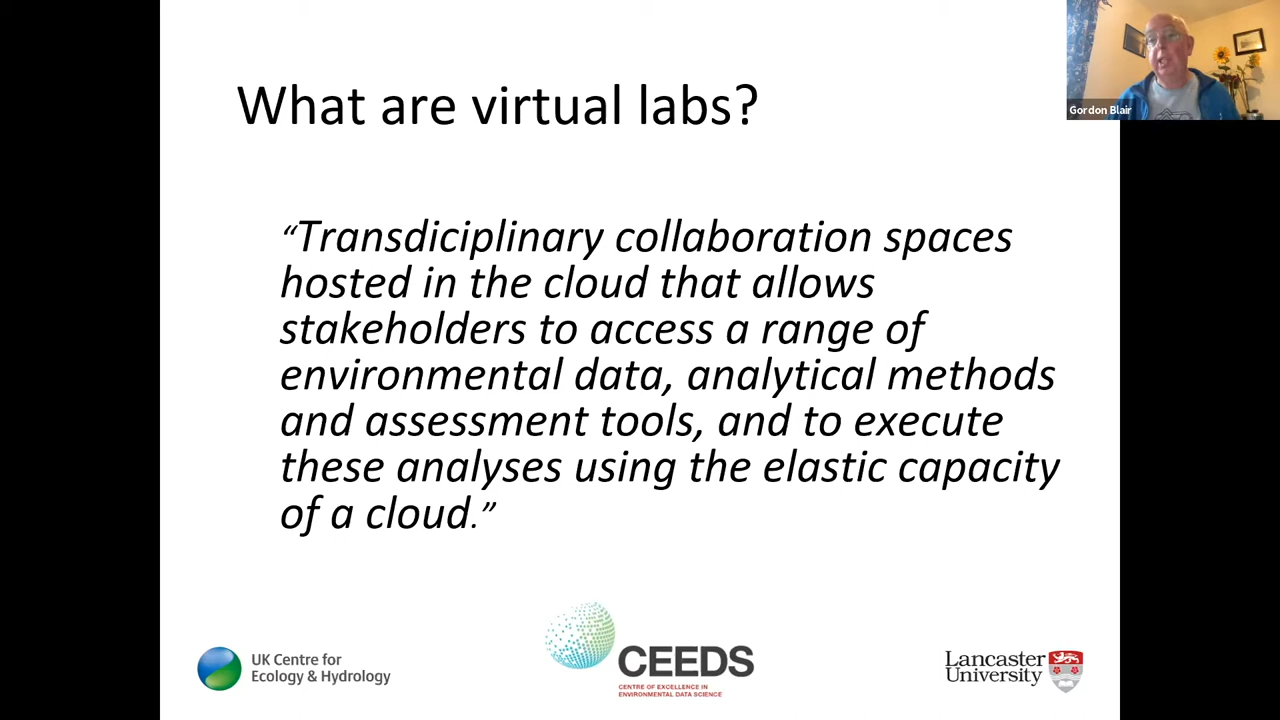 What are virtual labs?
Gordon Blair
“Transdiciplinary collaboration spaces
hosted in the cloud that allows
stakeholders to access a range of
environmental data, analytical methods
and assessment tools, and to execute
these analyses using the elastic capacity
of a cloud.”
UK Centre for
Ecology & Hydrology
CEEDS
CENTRE OF EXCELLENCE IN
ENVIRONMENTAL DATA SCIENCE
Lancaster
University